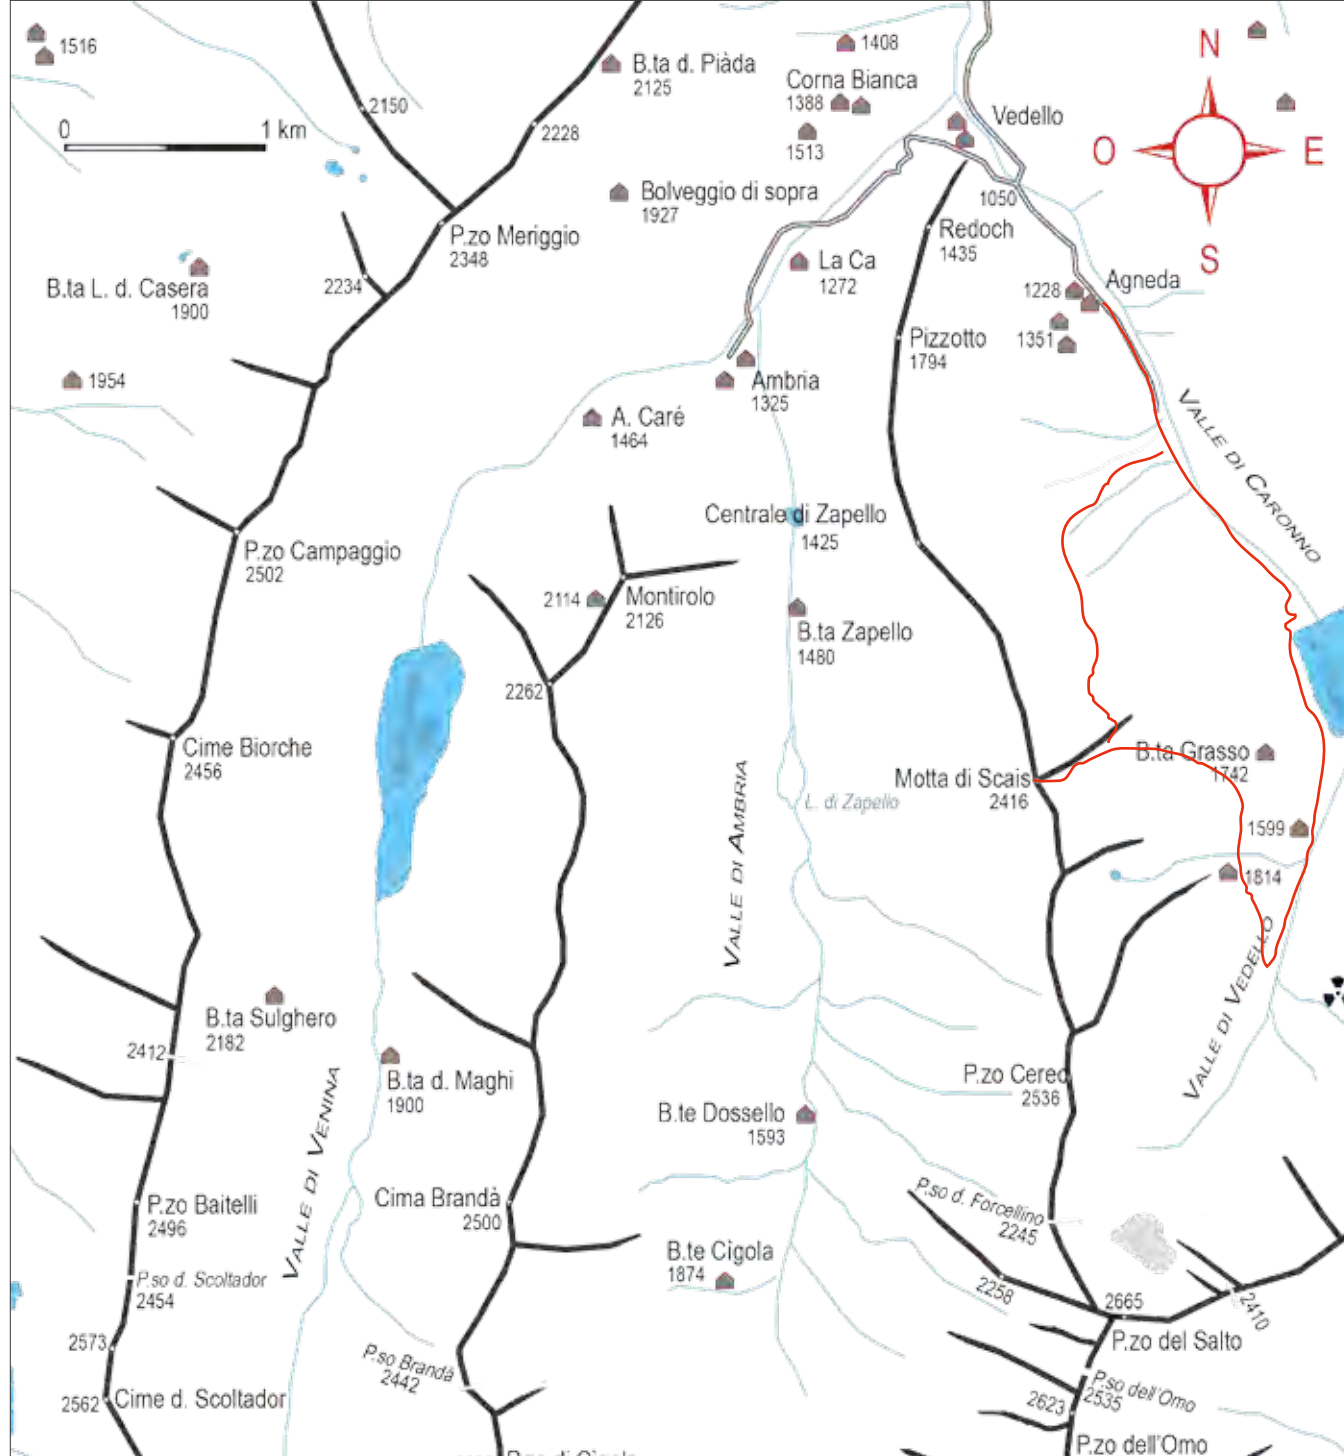 1516
1408
B.ta d. Piàda
2125
N
Corna Bianca
1388
2150
Vedello
0 1 km
2228
1513
O E
Bolveggio di sopra
1927
1050
P.zo Meriggio
2348
Redoch
1435
S
La Ca
1272
B.ta L. d. Casera
1900
2234
Agneda
1228
1351
Pizzotto
1794
1954
Ambria
1325
A. Caré
1464
VALLE DI CARONNO
Centrale di Zapello
1425
P.zo Campaggio
2502
2114
Montirolo
2126
B.ta Zapello
1480
2262
Cime Biorche
2456
B.ta Grasso
1742
Motta di Scais
2416
L. di Zapello
1599
VALLE DI AMBRIA
1814
VALLE DI VEDELLO
B.ta Sulghero
2182
2412
P.zo Cereo
2536
B.ta d. Maghi
1900
B.te Dossello
1593
VALLE DI VENINA
P.zo Baitelli
2496
Cima Brandà
2500
P.so d. Forcellino
2245
B.te Cigola
1874
P.so d. Scoltador
2454
2258
2665
2410
2573
P.zo del Salto
P.so Brandà
2442
P.so dell'Omo
2535
2562
Cime d. Scoltador
2623
P.zo dell'Omo